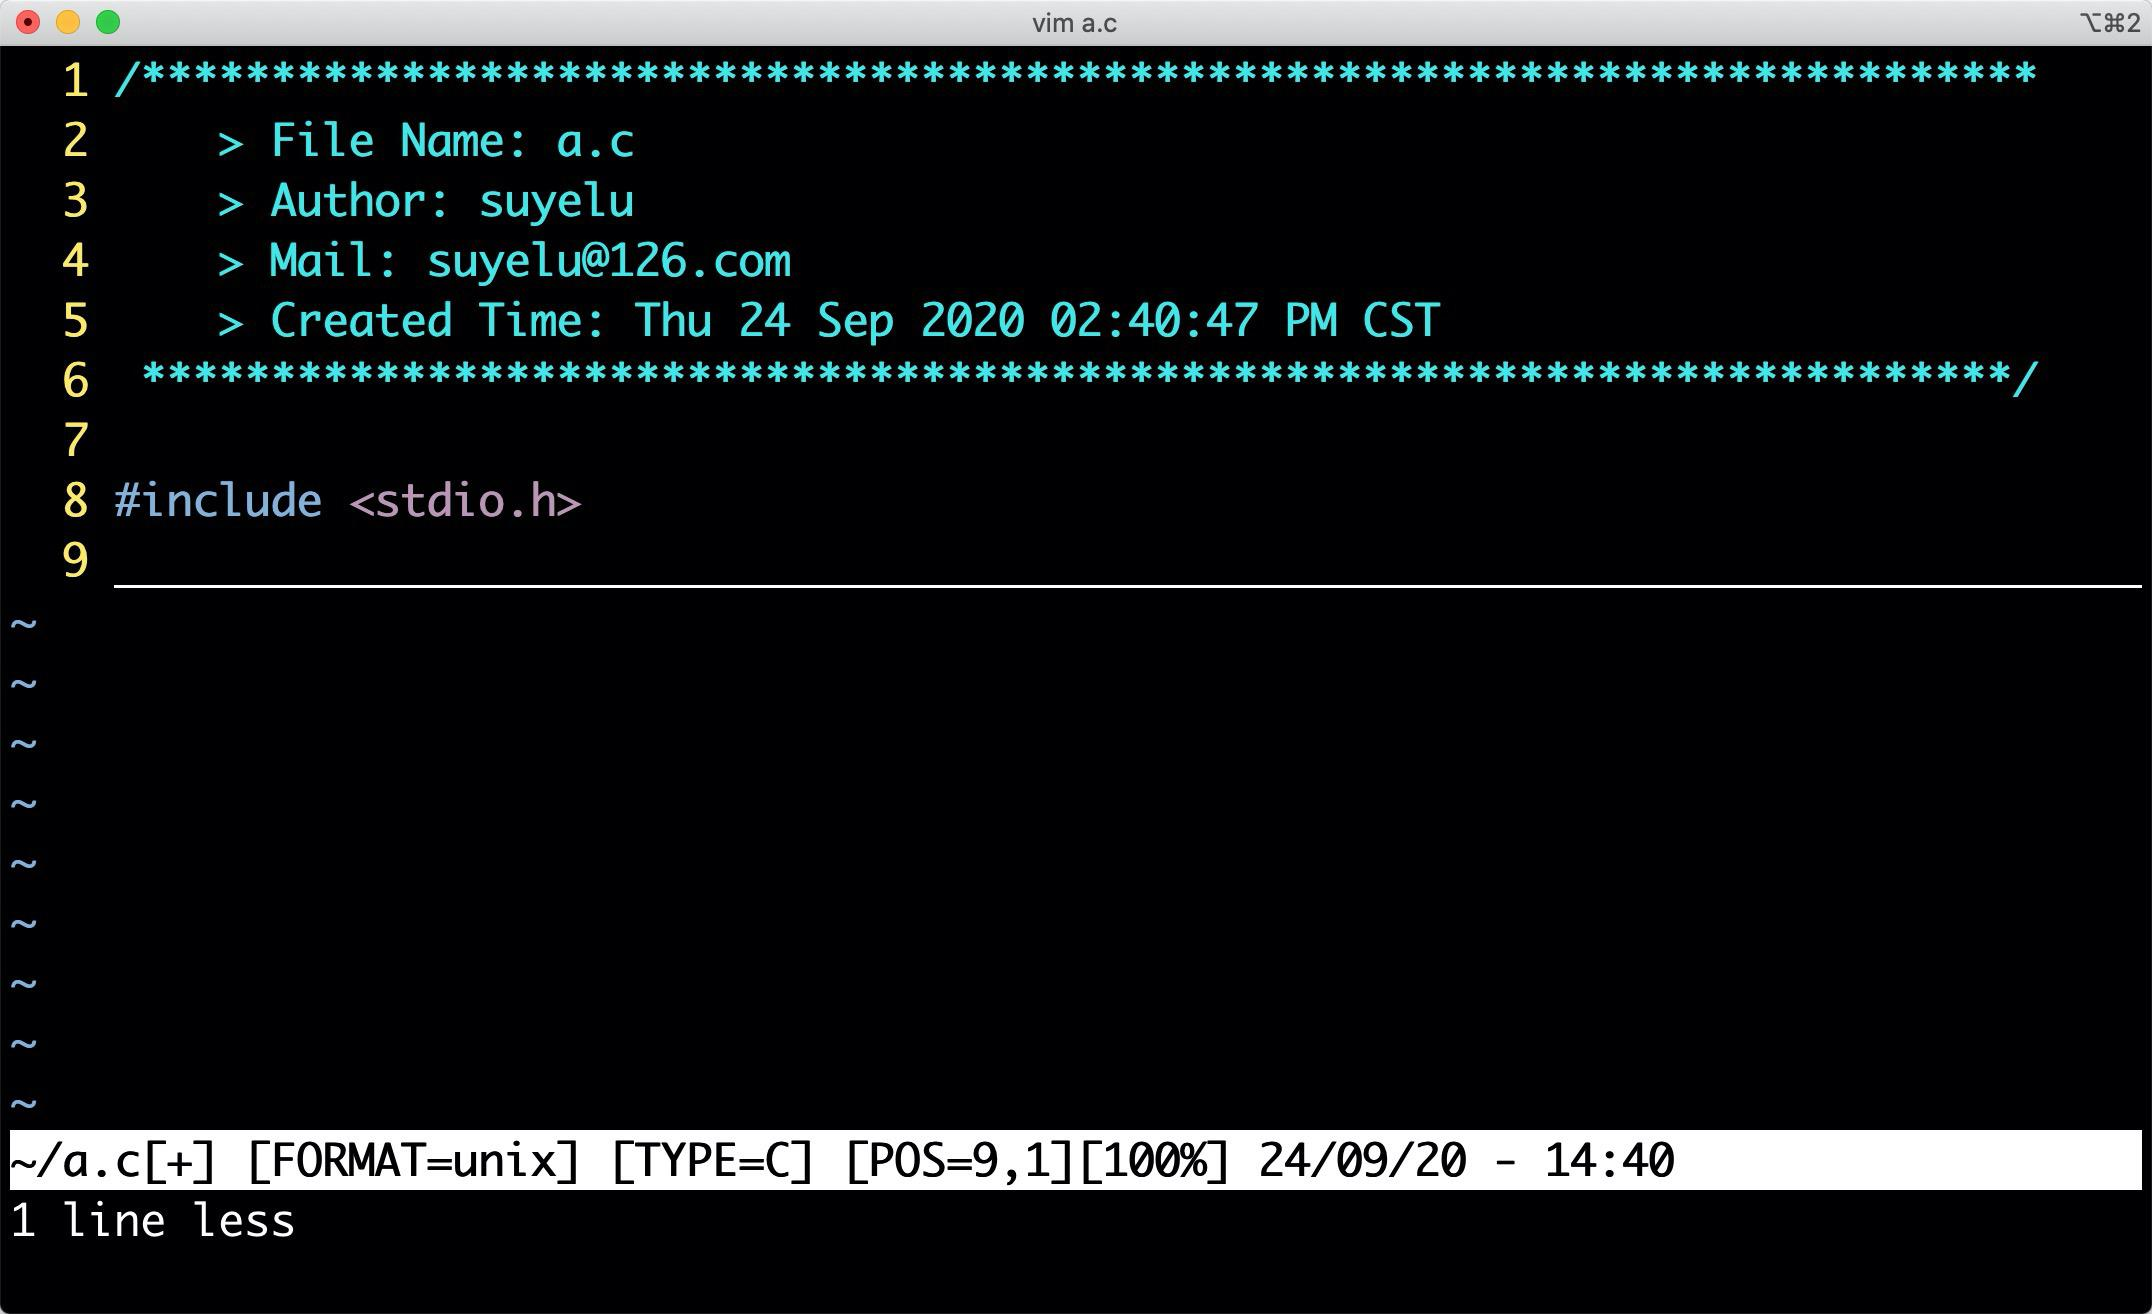 vim a.c ⌥⌘2
1 /*************************************************************************
2     > File Name: a.c
3     > Author: suyelu
4     > Mail: suyelu@126.com
5     > Created Time: Thu 24 Sep 2020 02:40:47 PM CST
6  ************************************************************************/
7
8 #include <stdio.h>
9
~
~
~
~
~
~
~
~
~
~/a.c[+] [FORMAT=unix] [TYPE=C] [POS=9,1][100%] 24/09/20 - 14:40
1 line less